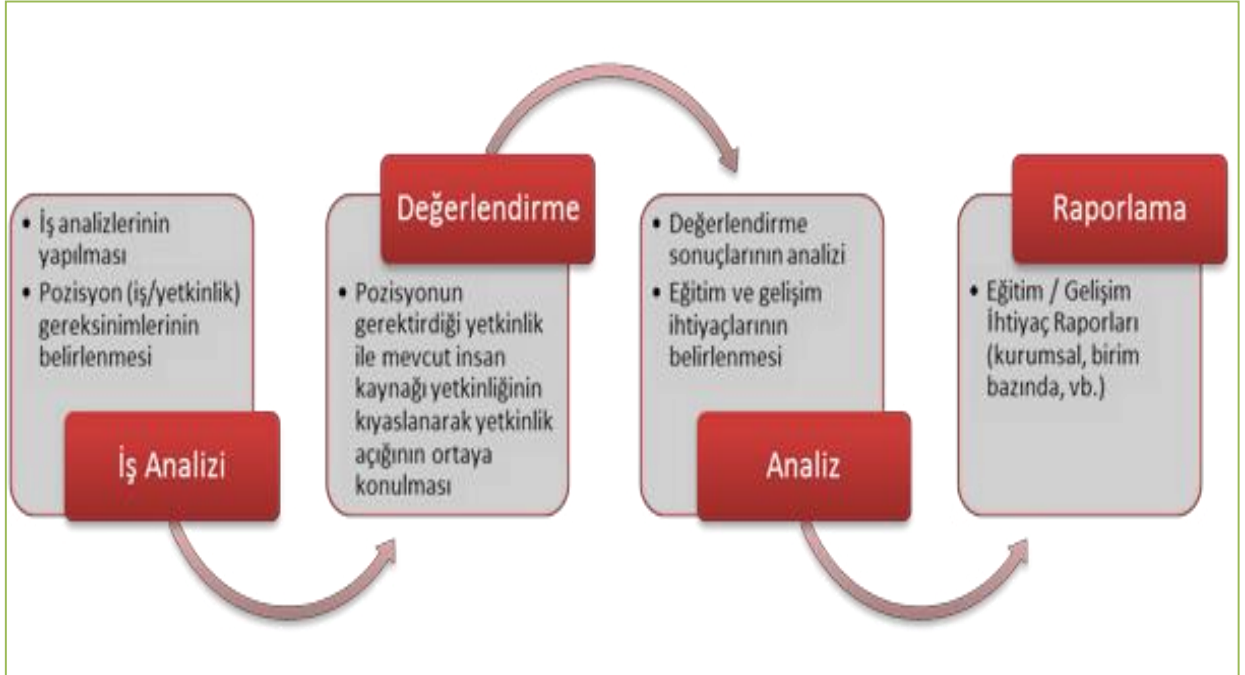 • İş analizlerinin
yapılması
• Pozisyon (iş/yetkinlik)
gereksinimlerinin
belirlenmesi
İş Analizi
Değerlendirme
• Pozisyonun
gerektirdiği yetkinlik
ile mevcut insan
kaynağı yetkinliğinin
kıyaslanarak yetkinlik
açığının ortaya
konulması
• Değerlendirme
sonuçlarının analizi
• Eğitim ve gelişim
ihtiyaçlarının
belirlenmesi
Analiz
Raporlama
• Eğitim / Gelişim
İhtiyaç Raporları
(kurumsal, birim
bazında, vb.)